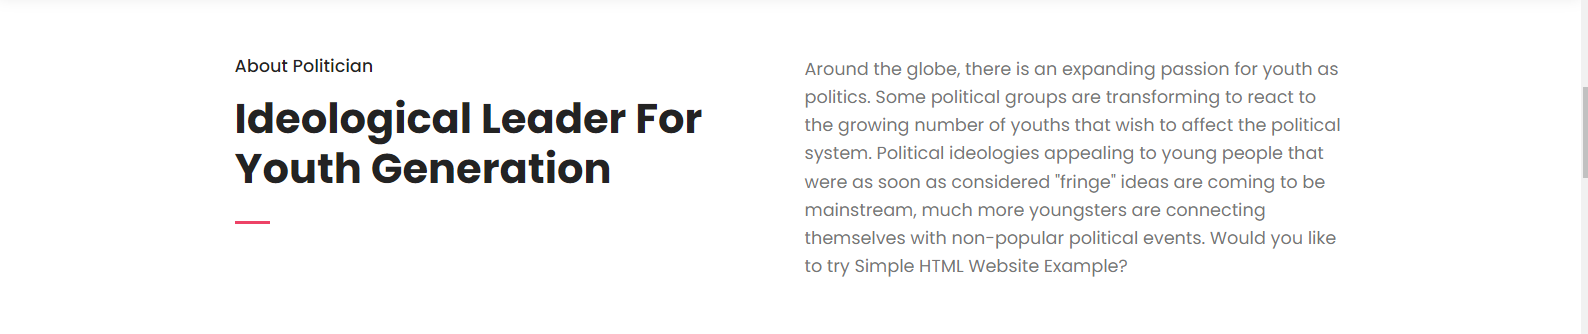 About Politician
Ideological Leader For
Youth Generation
Around the globe, there is an expanding passion for youth as
politics. Some political groups are transforming to react to
the growing number of youths that wish to affect the political
system. Political ideologies appealing to young people that
were as soon as considered "fringe" ideas are coming to be
mainstream, much more youngsters are connecting
themselves with non-popular political events. Would you like
to try Simple HTML Website Example?